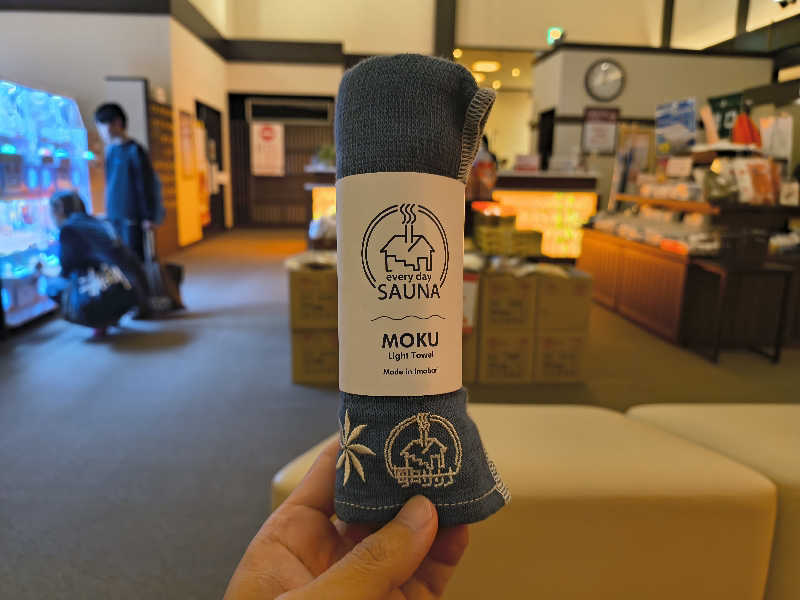 every day
SAUNA
MOKU
Light Towel
Made in Imabari